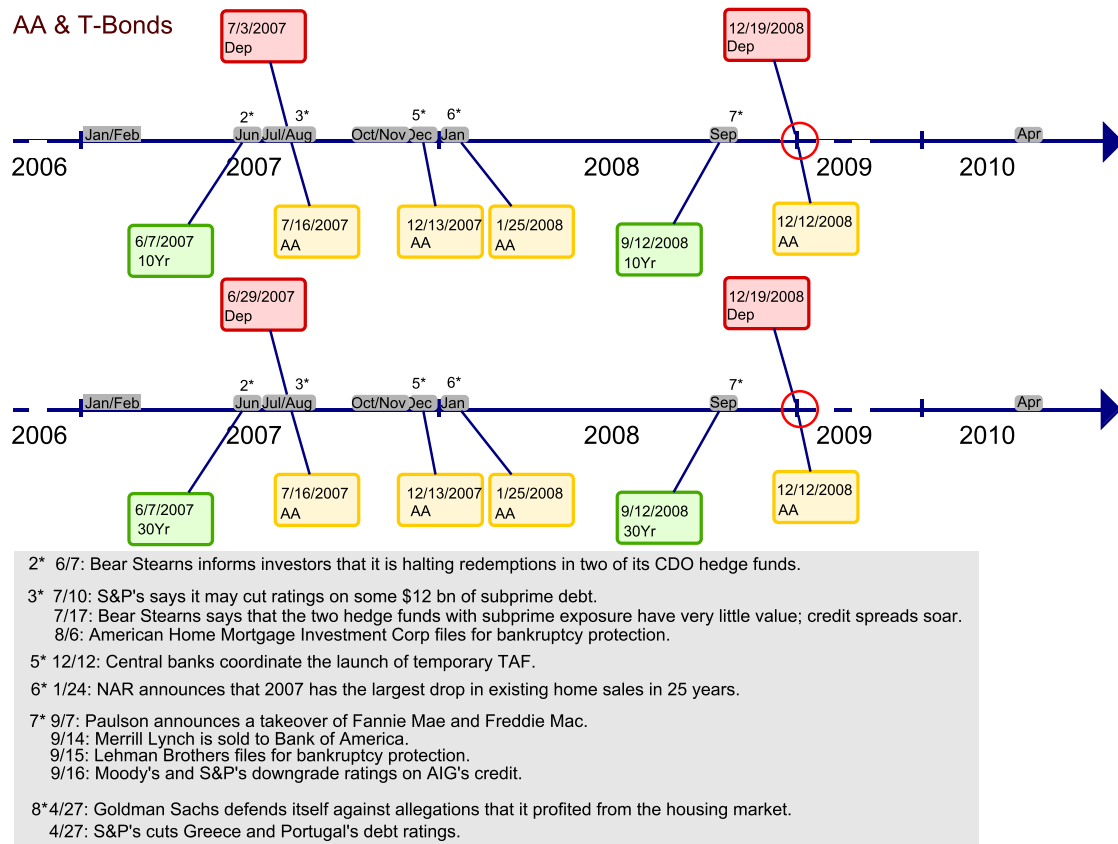 AA & T-Bonds
7/3/2007
Dep
12/19/2008
Dep
2*
3*
5*
6*
7*
Jan/Feb
Jun
Jul/Aug
Oct/Nov
Dec
Jan
Sep
Apr
2006
2007
2008
2009
2010
6/7/2007
10Yr
7/16/2007
AA
12/13/2007
AA
1/25/2008
AA
9/12/2008
10Yr
12/12/2008
AA
6/29/2007
Dep
12/19/2008
Dep
2*
3*
5*
6*
7*
Jan/Feb
Jun
Jul/Aug
Oct/Nov
Dec
Jan
Sep
Apr
2006
2007
2008
2009
2010
6/7/2007
30Yr
7/16/2007
AA
12/13/2007
AA
1/25/2008
AA
9/12/2008
30Yr
12/12/2008
AA
2* 6/7: Bear Stearns informs investors that it is halting redemptions in two of its CDO hedge funds.
3* 7/10: S&P's says it may cut ratings on some $12 bn of subprime debt.
7/17: Bear Stearns says that the two hedge funds with subprime exposure have very little value; credit spreads soar.
8/6: American Home Mortgage Investment Corp files for bankruptcy protection.
5* 12/12: Central banks coordinate the launch of temporary TAF.
6* 1/24: NAR announces that 2007 has the largest drop in existing home sales in 25 years.
7* 9/7: Paulson announces a takeover of Fannie Mae and Freddie Mac.
9/14: Merrill Lynch is sold to Bank of America.
9/15: Lehman Brothers files for bankruptcy protection.
9/16: Moody's and S&P's downgrade ratings on AIG's credit.
8* 4/27: Goldman Sachs defends itself against allegations that it profited from the housing market.
4/27: S&P's cuts Greece and Portugal's debt ratings.